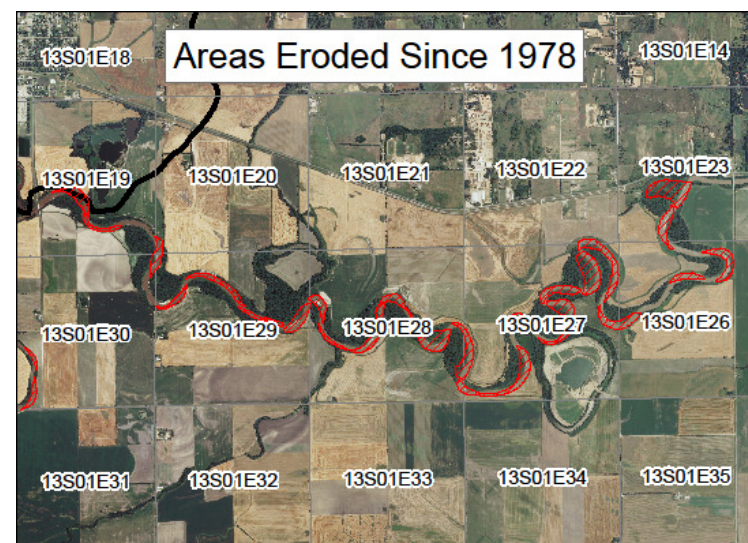 Areas Eroded Since 1978
13S01E18
13S01E14
13S01E19
13S01E20
13S01E21
13S01E22
13S01E23
13S01E30
13S01E29
13S01E28
13S01E27
13S01E26
13S01E31
13S01E32
13S01E33
13S01E34
13S01E35